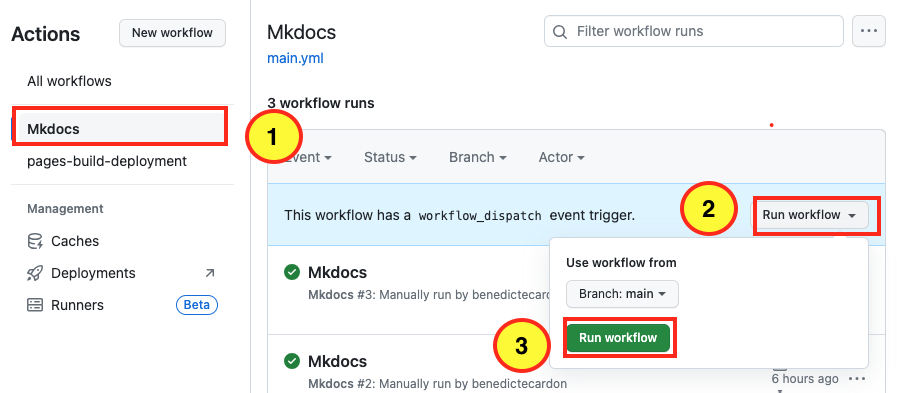 Actions
New workflow
All workflows
Mkdocs
pages-build-deployment
Management
Caches
Deployments
Runners
Beta
Mkdocs
main.yml
Filter workflow runs
3 workflow runs
1
vent
Status
Branch
Actor
This workflow has a workflow_dispatch event trigger.
2
Run workflow
Use workflow from
Branch: main
3
Run workflow
Mkdocs
Mkdocs #3: Manually run by benedictecardo
Mkdocs
Mkdocs #2: Manually run by benedictecardon
6 hours ago